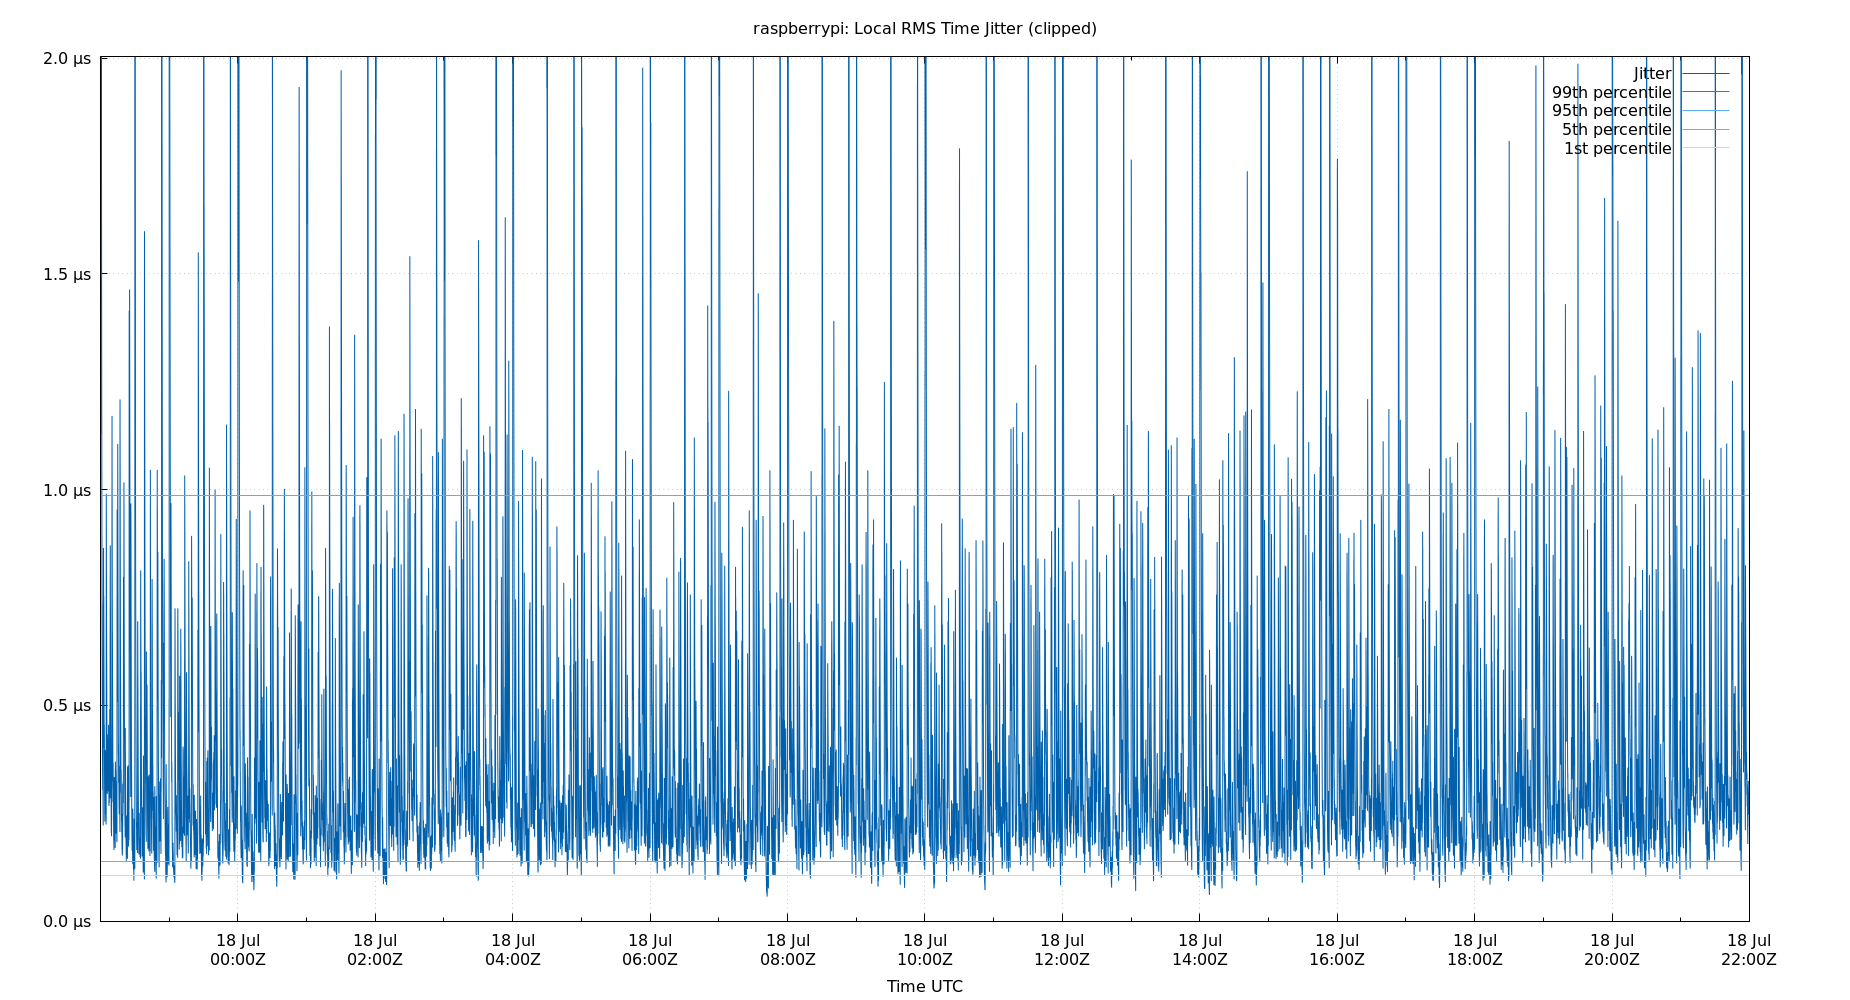 raspberrypi: Local RMS Time Jitter (clipped)
2.0 µs
1.5 µs
1.0 µs
0.5 µs
0.0 µs
Jitter
99th percentile
95th percentile
5th percentile
1st percentile
18 Jul 18 Jul 18 Jul 18 Jul 18 Jul 18 Jul 18 Jul 18 Jul 18 Jul 18 Jul 18 Jul 18 Jul
00:00Z 02:00Z 04:00Z 06:00Z 08:00Z 10:00Z 12:00Z 14:00Z 16:00Z 18:00Z 20:00Z 22:00Z
Time UTC